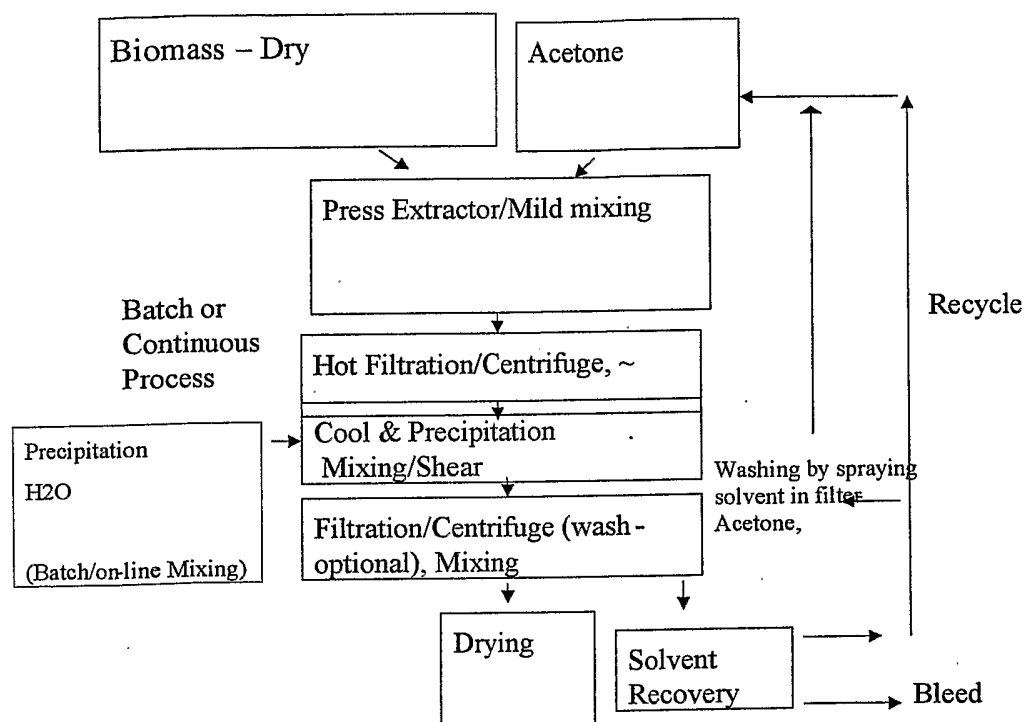 Biomass – Dry
Acetone
Press Extractor/Mild mixing
Batch or
Continuous
Process
Recycle
Hot Filtration/Centrifuge, ~
Cool & Precipitation
Mixing/Shear
Precipitation
H2O
(Batch/on-line Mixing)
Washing by spraying
solvent in filter
Acetone,
Filtration/Centrifuge (wash-
optional), Mixing
Drying
Solvent
Recovery
Bleed